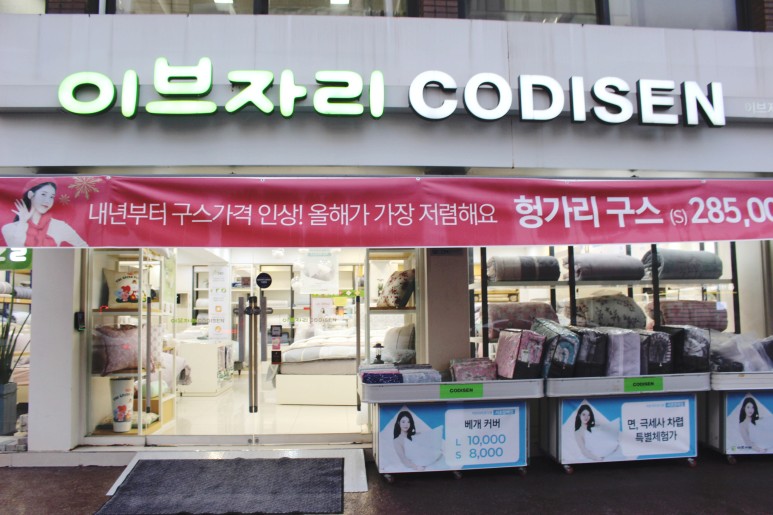 이브자리 CODISEN
내년부터 구스가격 인상! 올해가 가장 저렴해요 헝가리 구스 (S) 285,00
CODISEN
CODISEN
베개 커버
L 10,000
S 8,000
면, 극세사 차렵
특별체험가